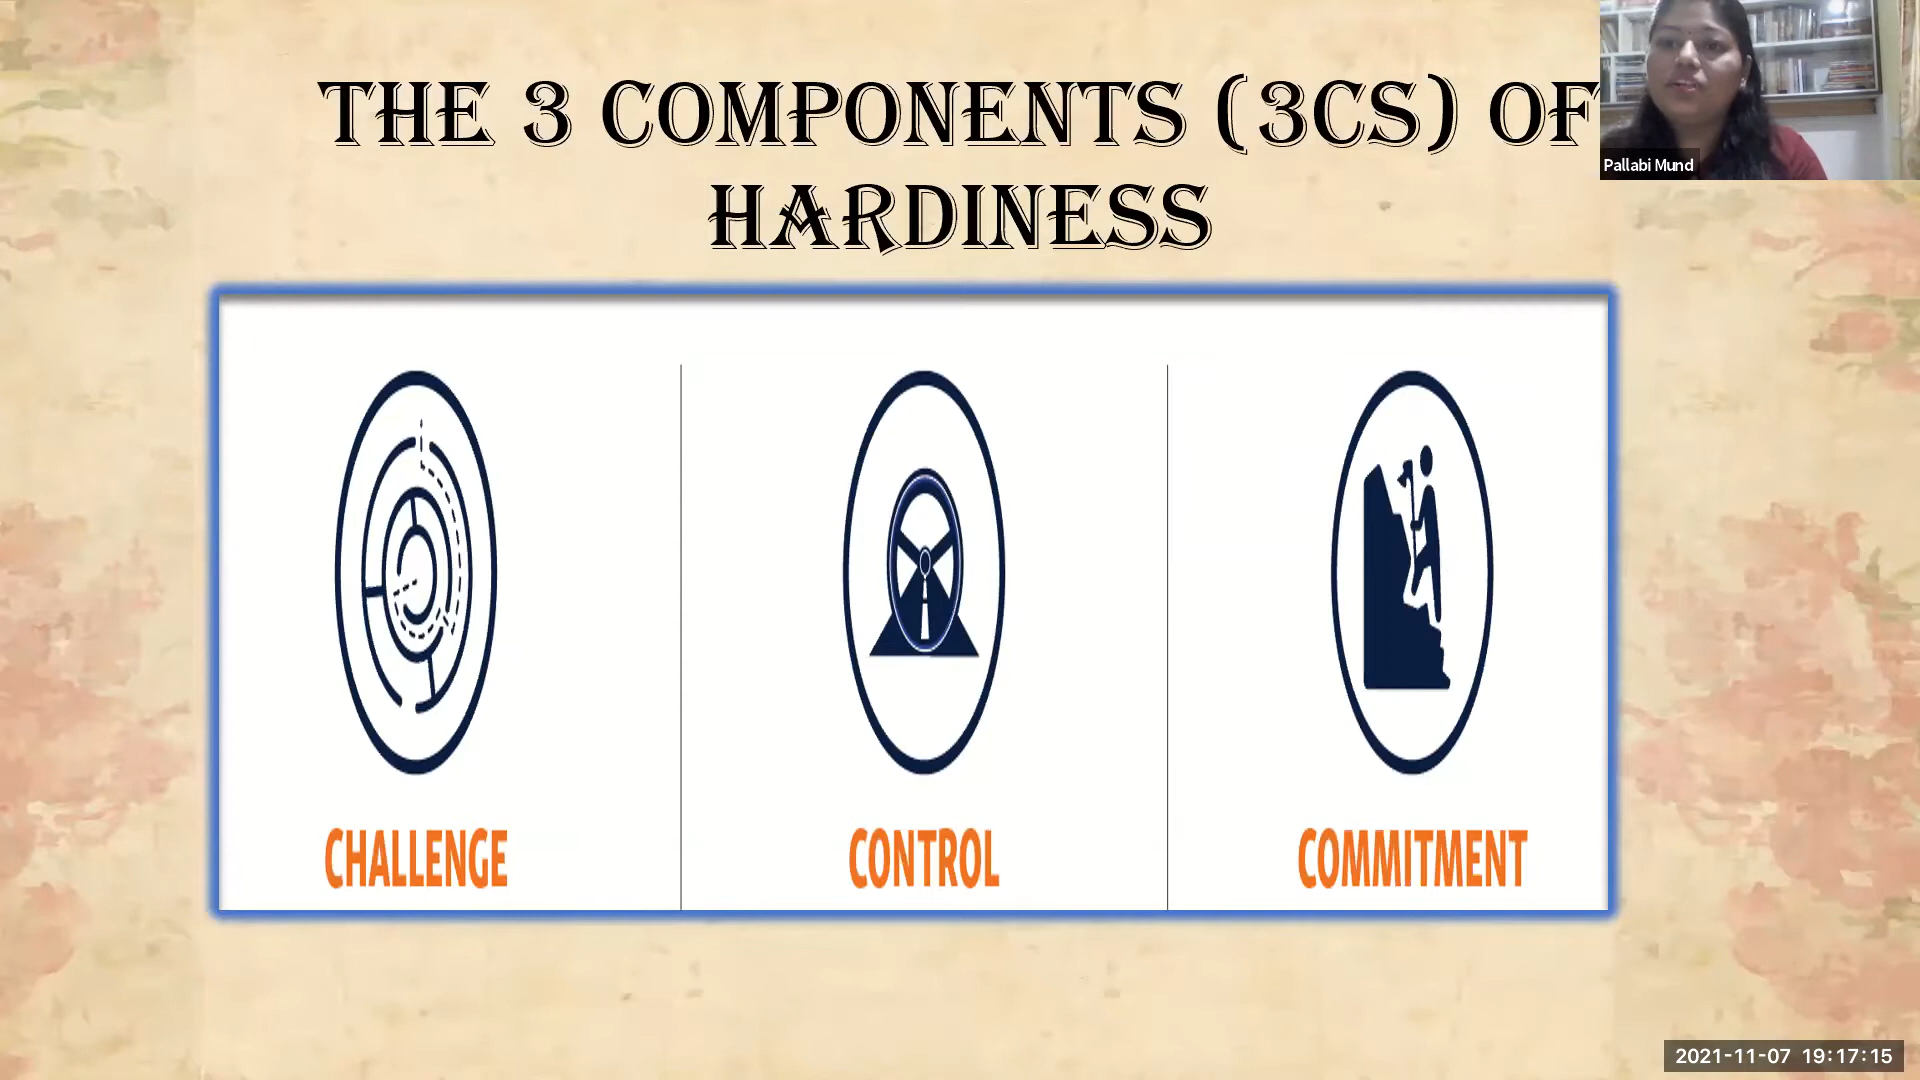 THE 3 COMPONENTS (3CS) OF
HARDINESS
Pallabi Mund
CHALLENGE
CONTROL
COMMITMENT
2021-11-07 19:17:15